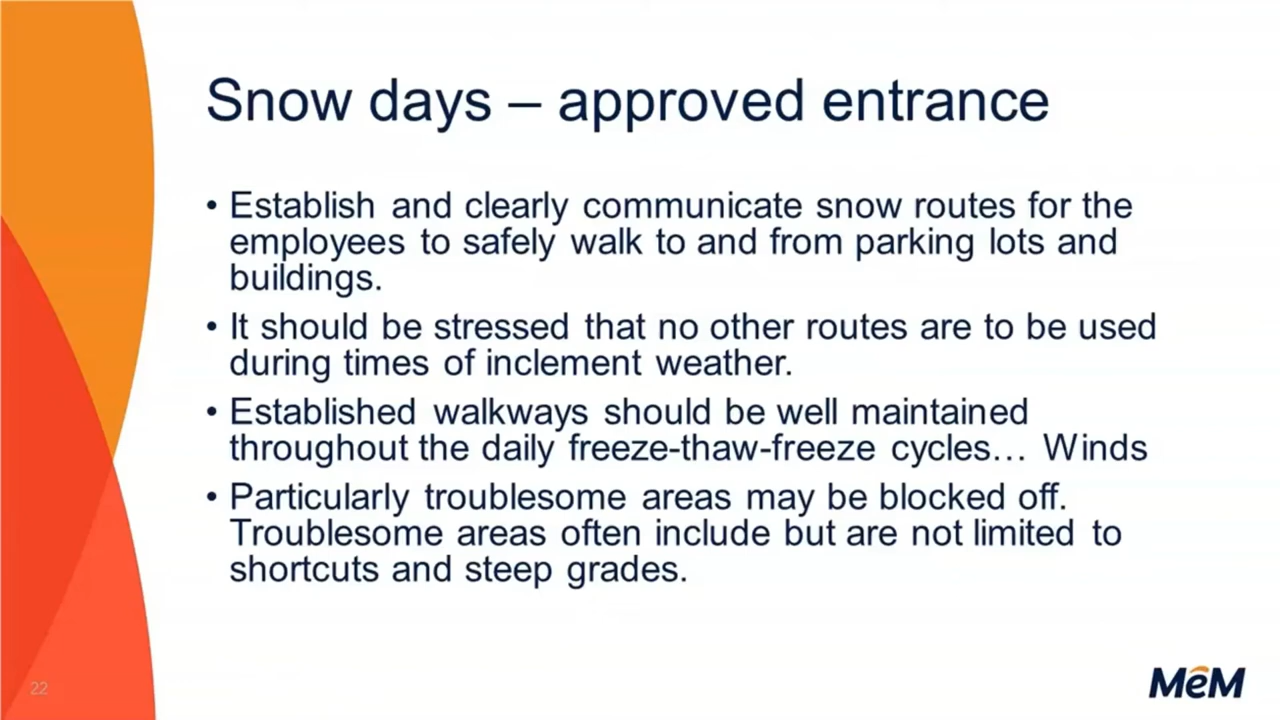 Snow days – approved entrance
• Establish and clearly communicate snow routes for the
employees to safely walk to and from parking lots and
buildings.
• It should be stressed that no other routes are to be used
during times of inclement weather.
• Established walkways should be well maintained
throughout the daily freeze-thaw-freeze cycles… Winds
• Particularly troublesome areas may be blocked off.
Troublesome areas often include but are not limited to
shortcuts and steep grades.
22
MeM